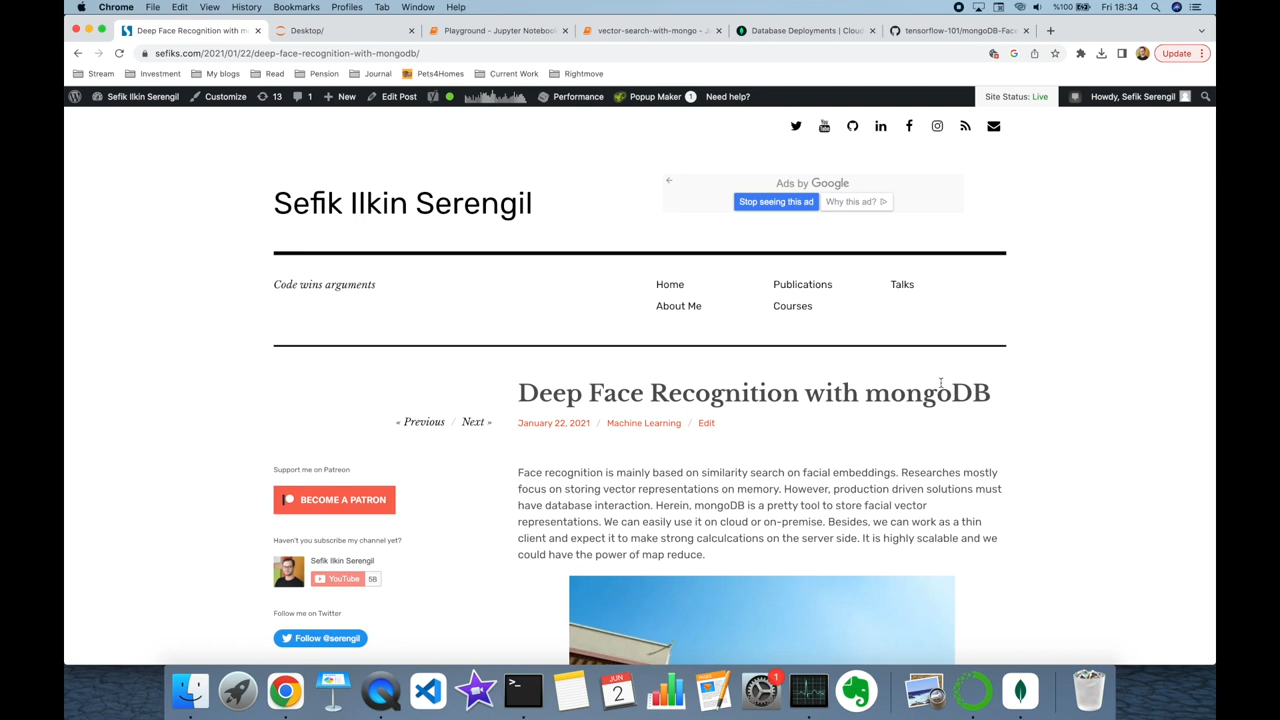 Chrome File Edit View History Bookmarks Profiles Tab Window Help %100 Fri 18:34
Deep Face Recognition with m Desktop/ Playground - Jupyter Notebook vector-search-with-mongo - J Database Deployments | Cloud tensorflow-101/mongoDB-Face
sefiks.com/2021/01/22/deep-face-recognition-with-mongodb/ Update
Stream Investment My blogs Read Pension Journal Pets4Homes Current Work Rightmove
Sefik Ilkin Serengil Customize 13 1 New Edit Post Performance Popup Maker 1 Need help? Site Status: Live Howdy, Sefik Serengil
Ads by Google
Stop seeing this ad Why this ad?
Sefik Ilkin Serengil
Code wins arguments
Home Publications Talks
About Me Courses
Deep Face Recognition with mongoDB
« Previous / Next »
January 22, 2021 / Machine Learning / Edit
Support me on Patreon
BECOME A PATRON
Haven't you subscribe my channel yet?
Sefik Ilkin Serengil
YouTube 5B
Follow me on Twitter
Follow @serengil
Face recognition is mainly based on similarity search on facial embeddings. Researches mostly
focus on storing vector representations on memory. However, production driven solutions must
have database interaction. Herein, mongoDB is a pretty tool to store facial vector
representations. We can easily use it on cloud or on-premise. Besides, we can work as a thin
client and expect it to make strong calculcations on the server side. It is highly scalable and we
could have the power of map reduce.
JUN
2
1